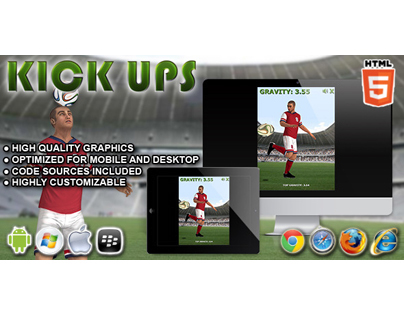 KICK UPS
HTML
5
GRAVITY: 3.55
• HIGH QUALITY GRAPHICS
• OPTIMIZED FOR MOBILE AND DESKTOP
• CODE SOURCES INCLUDED
• HIGHLY CUSTOMIZABLE
GRAVITY: 3.55